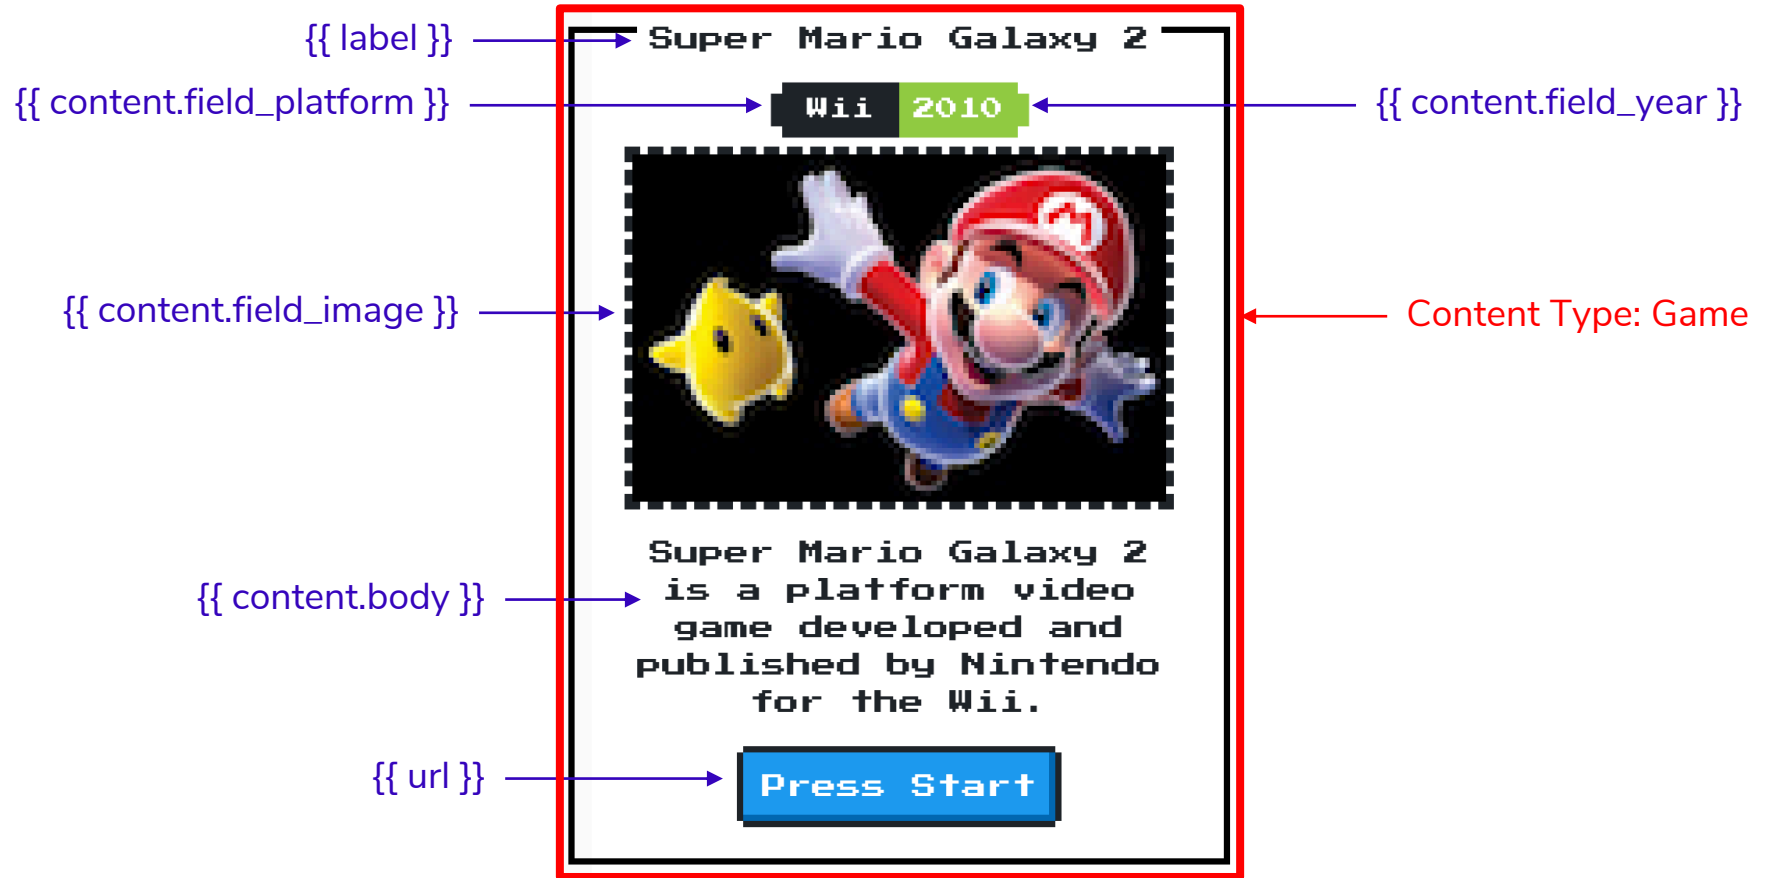 {{ label }}
Super Mario Galaxy 2
{{ content.field_platform }}
Wii 2010
{{ content.field_year }}
M
{{ content.field_image }}
Content Type: Game
Super Mario Galaxy 2
is a platform video
game developed and
published by Nintendo
for the Wii.
{{ content.body }}
{{ url }}
Press Start